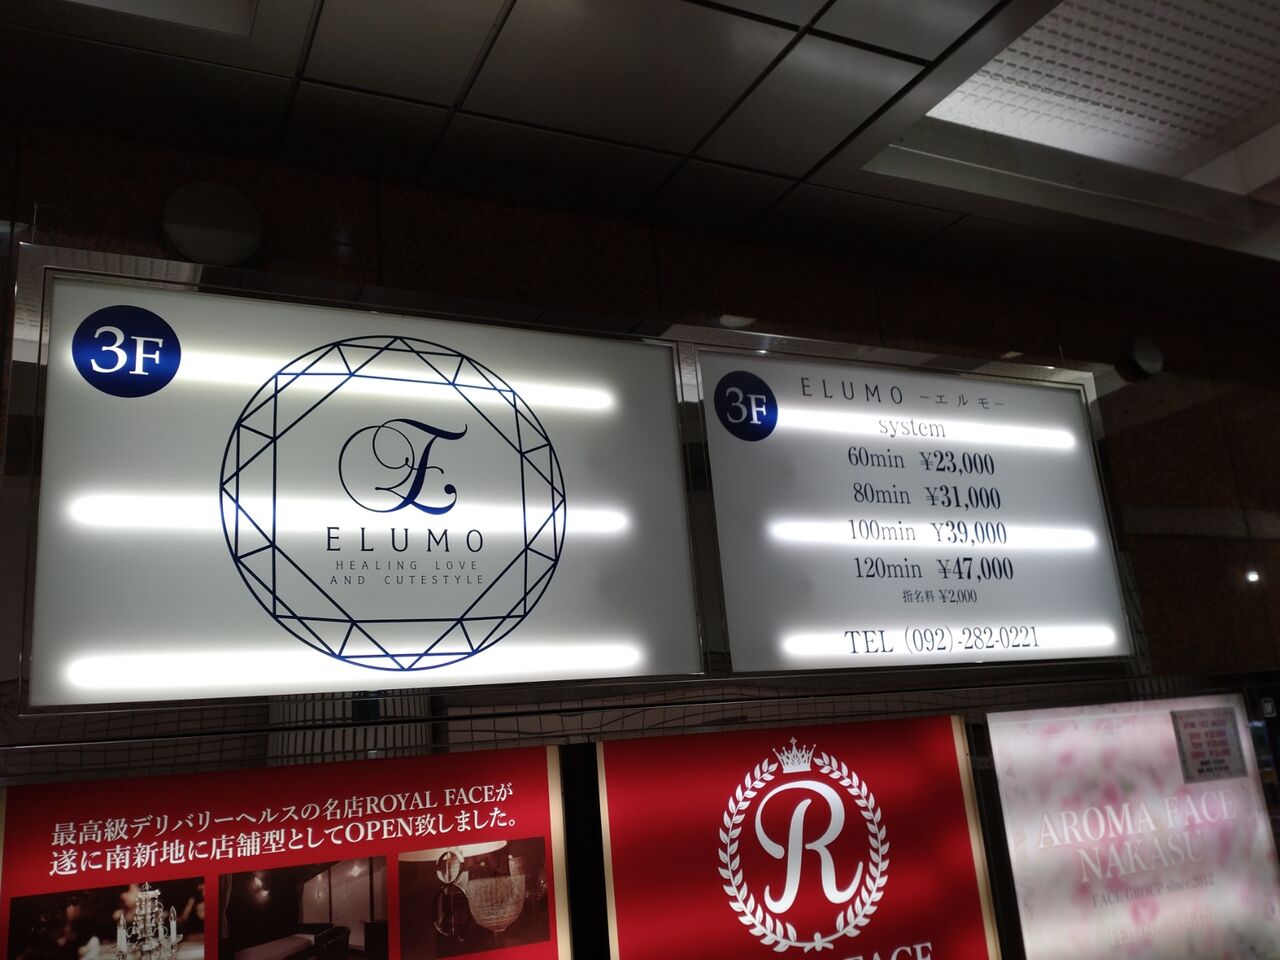 3F
E
ELUMO
HEALING LOVE
AND CUTESTYLE
3F
ELUMO -エルモ-
system
60min ¥23,000
80min ¥31,000
100min ¥39,000
120min ¥47,000
指名料 ¥2,000
TEL (092)-282-0221
最高級デリバリーヘルスの名店ROYAL FACEが
遂に南新地に店舗型としてOPEN致しました。
R
FACE
AROMA FACE
NAKASU
FACE GROUP since2012